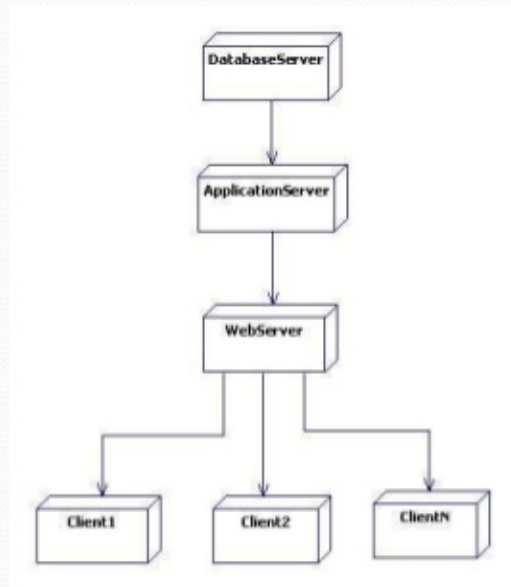 DatabaseServer
ApplicationServer
WebServer
Client1
Client2
ClientN